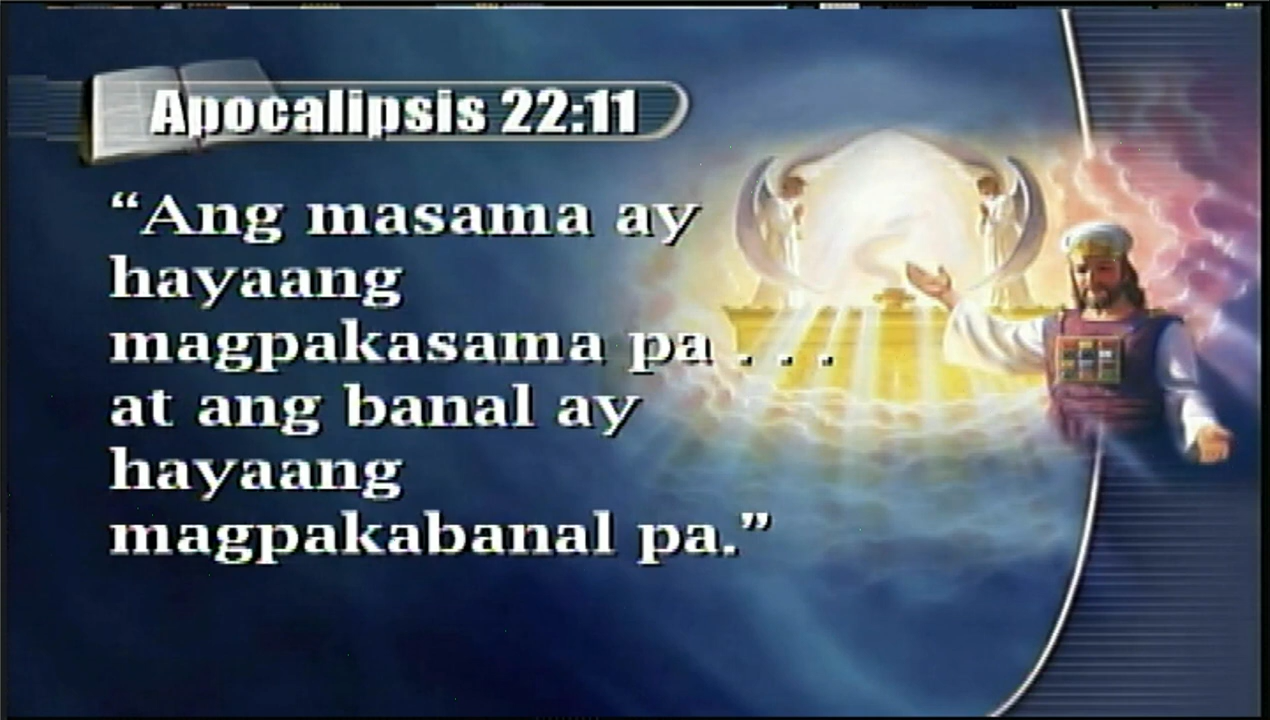 Apocalipsis 22:11
“Ang masama ay
hayaang
magpakasama pa . . .
at ang banal ay
hayaang
magpakabanal pa.”